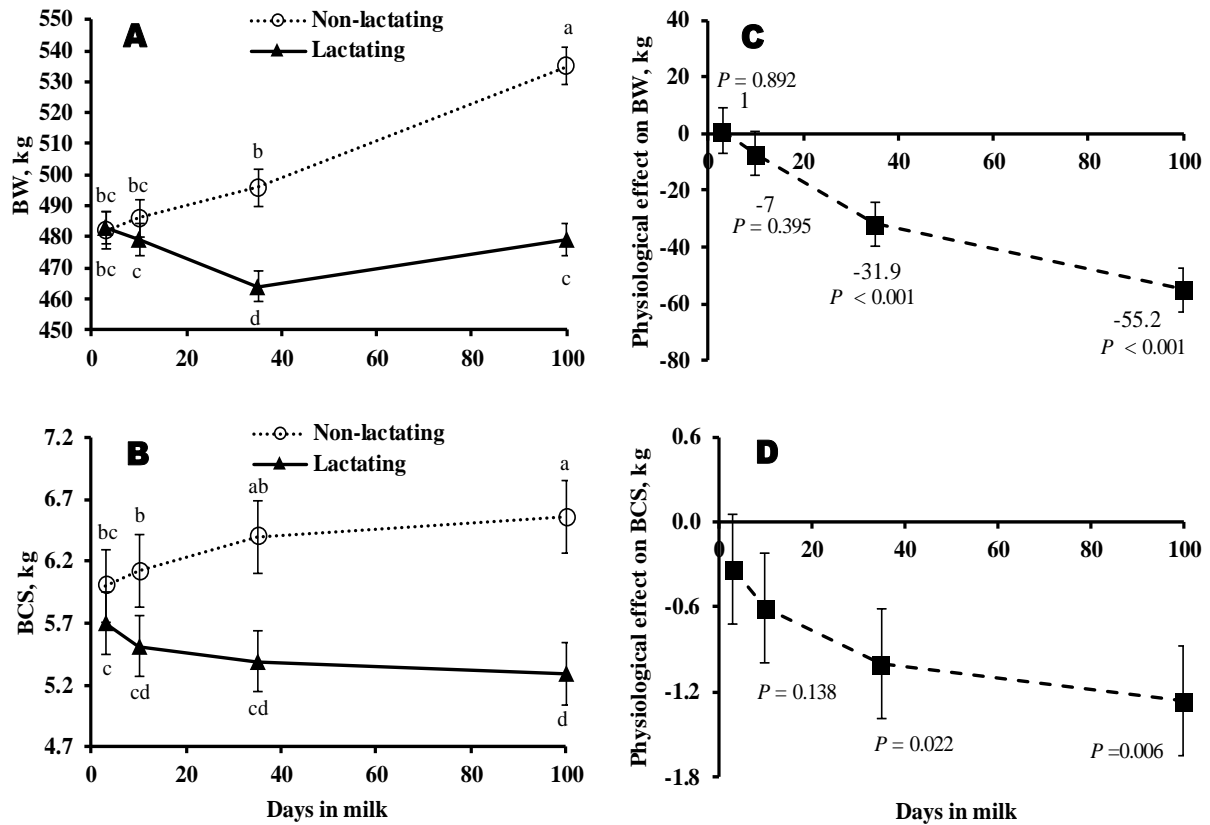 A
Non-lactating
Lactating
BW, kg
550
540
530
520
510
500
490
480
470
460
450
bc
bc
b
a
bc
c
d
c
0
20
40
60
80
100
C
Physiological effect on BW, kg
40
20
0
-20
-40
-60
-80
0
20
40
60
80
100
P = 0.892
1
-7
P = 0.395
-31.9
P < 0.001
-55.2
P < 0.001
B
Non-lactating
Lactating
BCS, kg
7.2
6.7
6.2
5.7
5.2
4.7
bc
b
ab
a
c
cd
cd
d
0
20
40
60
80
100
Days in milk
D
Physiological effect on BCS, kg
0.6
0.0
-0.6
-1.2
-1.8
0
20
40
60
80
100
P = 0.138
P = 0.022
P =0.006
Days in milk